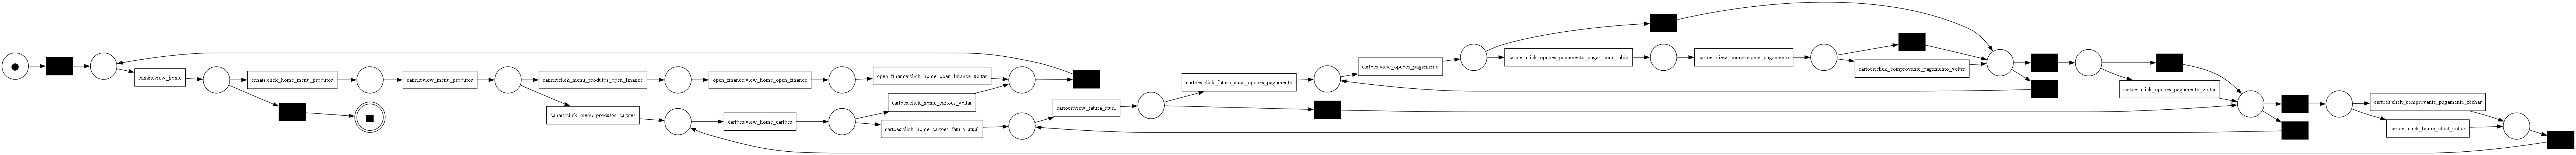 canais:view_home
canais:click_home_menu_produtos
canais:view_menu_produtos
canais:click_menu_produtos_open_finance
open_finance:view_home_open_finance
open_finance:click_home_open_finance_voltar
canais:click_menu_produtos_cartoes
cartoes:view_home_cartoes
cartoes:click_home_cartoes_voltar
cartoes:click_home_cartoes_fatura_atual
cartoes:view_fatura_atual
cartoes:click_fatura_atual_opcoes_pagamento
cartoes:view_opcoes_pagamento
cartoes:click_opcoes_pagamento_pagar_com_saldo
cartoes:view_comprovante_pagamento
cartoes:click_comprovante_pagamento_voltar
cartoes:click_opcoes_pagamento_voltar
cartoes:click_comprovante_pagamento_fechar
cartoes:click_fatura_atual_voltar